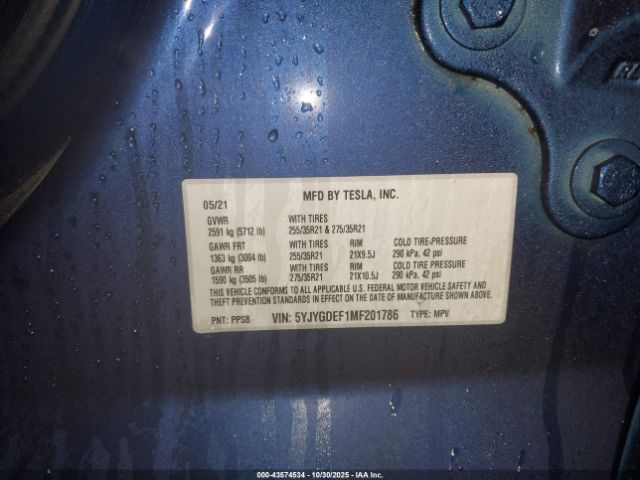 05/21 MFD BY TESLA, INC.
GVWR WITH TIRES
2591 kg (5712 lb) 255/35R21 & 275/35R21
GAWR FRT WITH TIRES RIM COLD TIRE-PRESSURE
1363 kg (3004 lb) 255/35R21 21X9.5J 290 kPa, 42 psi
GAWR RR WITH TIRES RIM COLD TIRE PRESSURE
1590 kg (3505 lb) 275/35R21 21X10.5J 290 kPa, 42 psi
THIS VEHICLE CONFORMS TO ALL APPLICABLE U.S. FEDERAL MOTOR VEHICLE SAFETY AND
THEFT PREVENTION STANDARDS IN EFFECT ON DATE OF MANUFACTURE SHOWN ABOVE.
PNT: PPSB VIN: 5YJYGDEF1MF201786 TYPE: MPV
000-43574534 - 10/30/2025 - IAA Inc.